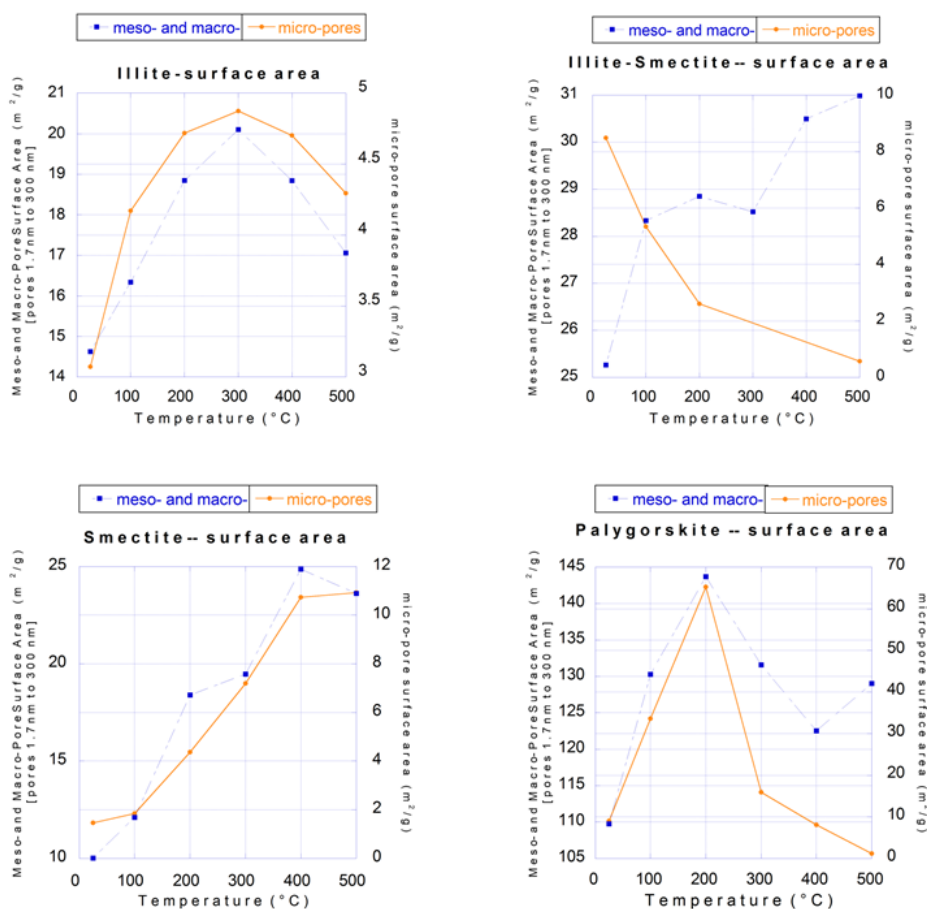 meso- and macro- micro-pores
Illite-surface area
Meso-and Macro-PoreSurface Area (m²/g)
[pores 1.7nm to 300 nm]
21
20
19
18
17
16
15
14
5
4.5
4
3.5
3
micro-pore surface area (m²/g)
0 100 200 300 400 500
Temperature (°C)
meso- and macro- micro-pores
Illite-Smectite-- surface area
Meso-and Macro-PoreSurface Area (m²/g)
[pores 1.7nm to 300 nm]
31
30
29
28
27
26
25
10
8
6
4
2
0
micro-pore surface area (m²/g)
0 100 200 300 400 500
Temperature (°C)
meso- and macro- micro-pores
Smectite-- surface area
Meso-and Macro-PoreSurface Area (m²/g)
[pores 1.7nm to 300 nm]
25
20
15
10
12
10
8
6
4
2
0
micro-pore surface area (m²/g)
0 100 200 300 400 500
Temperature (°C)
meso- and macro- micro-pores
Palygorskite -- surface area
Meso-and Macro-PoreSurface Area (m²/g)
[pores 1.7nm to 300 nm]
145
140
135
130
125
120
115
110
105
70
60
50
40
30
20
10
0
micro-pore surface area (m²/g)
0 100 200 300 400 500
Temperature (°C)